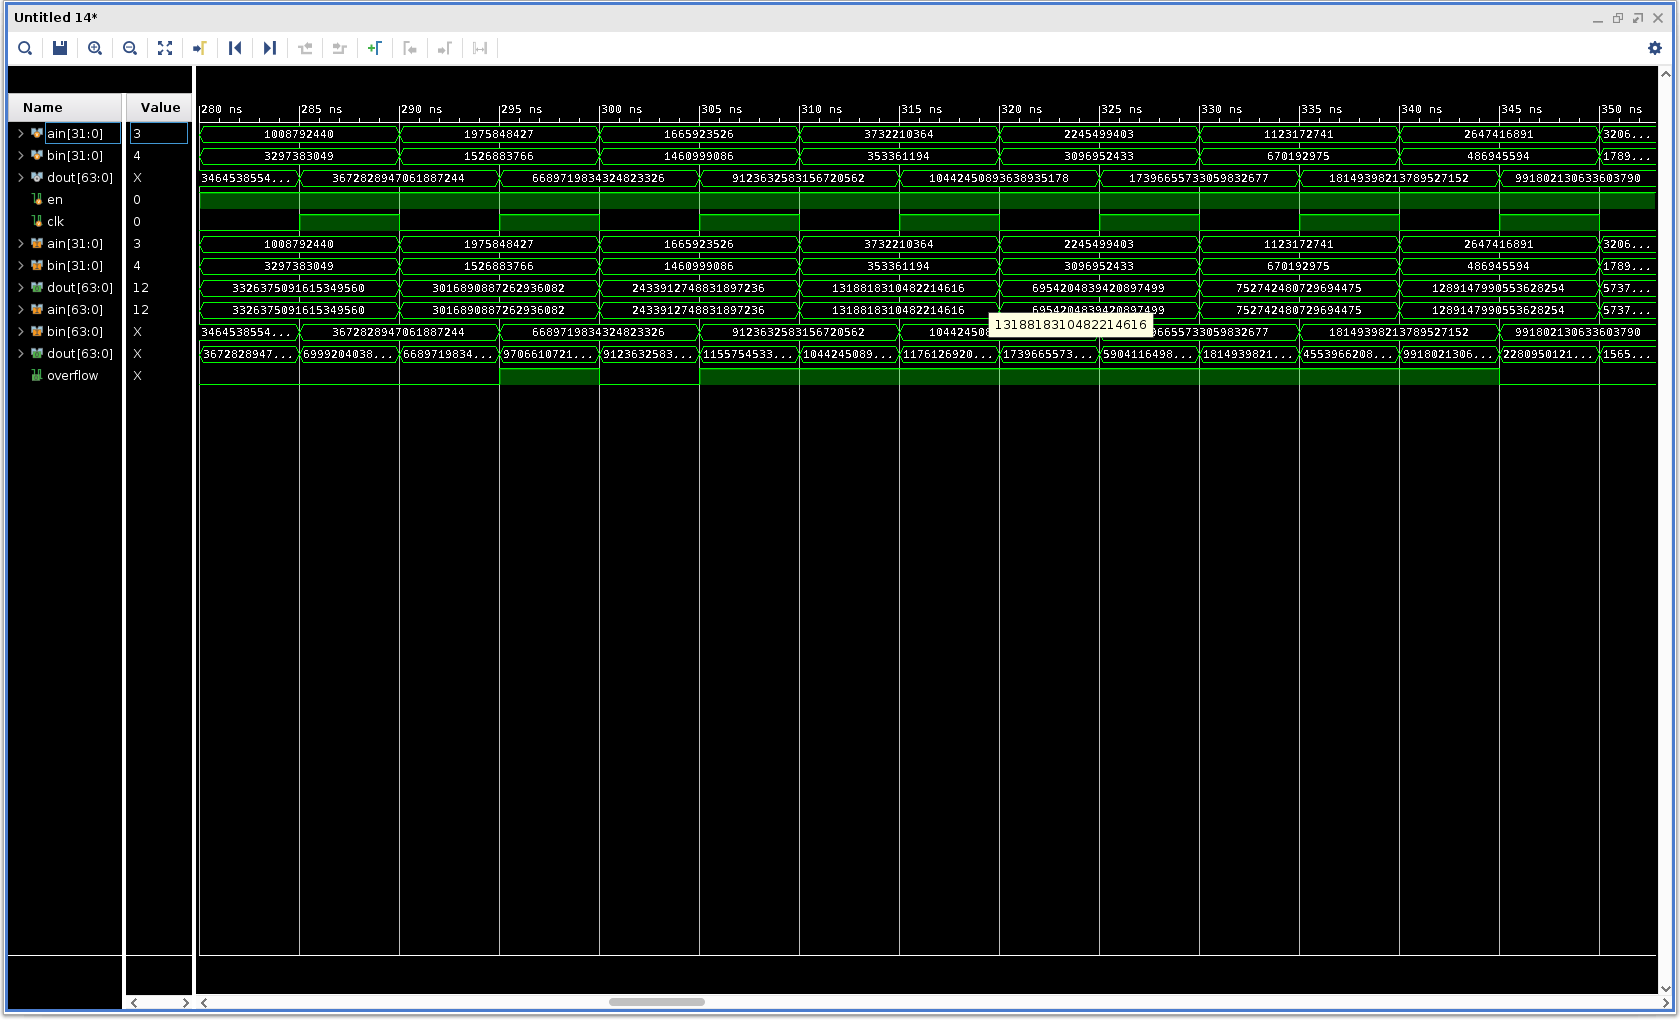 Untitled 14*
Name Value
280 ns 285 ns 290 ns 295 ns 300 ns 305 ns 310 ns 315 ns 320 ns 325 ns 330 ns 335 ns 340 ns 345 ns 350 ns
ain[31:0] 3 1008792440 1975848427 1665923526 3732210364 2245499403 1123172741 2647416891 3206...
bin[31:0] 4 3297383049 1526883766 1460999086 353361194 3096952433 670192975 486945594 1789...
dout[63:0] X 3464538554... 3672828947061887244 6689719834324823326 9123632583156720562 10442450893638935178 17396655733059832677 18149398213789527152 991802130633603790
en 0
clk 0
ain[31:0] 3 1008792440 1975848427 1665923526 3732210364 2245499403 1123172741 2647416891 3206...
bin[31:0] 4 3297383049 1526883766 1460999086 353361194 3096952433 670192975 486945594 1789...
dout[63:0] 12 3326375091615349560 3016890887262936082 2433912748831897236 1318818310482214616 6954204839420897499 752742480729694475 1289147990553628254 5737...
ain[63:0] 12 3326375091615349560 3016890887262936082 2433912748831897236 1318818310482214616 6954204839420897499 752742480729694475 1289147990553628254 5737...
1318818310482214616
bin[63:0] X 3464538554... 3672828947061887244 6689719834324823326 9123632583156720562 104424508 6655733059832677 18149398213789527152 991802130633603790
dout[63:0] X 3672828947... 6999204038... 6689719834... 9706610721... 9123632583... 1155754533... 1044245089... 1176126920... 1739665573... 5904116498... 1814939821... 4553966208... 9918021306... 2280950121... 1565...
overflow X